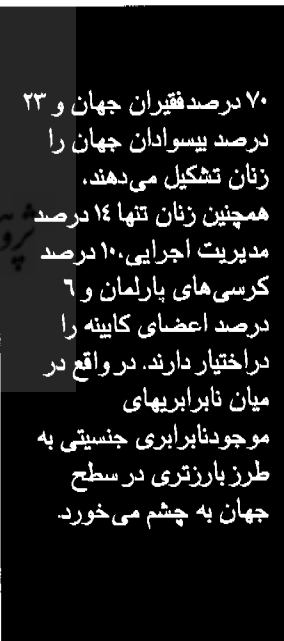 ۷۰ درصدفقیران جهان و ۲۳
درصد بیسوادان جهان را
زنان تشکیل می‌دهند،
همچنین زنان تنها ۱۴ درصد
مدیریت اجرایی،۱۰ درصد
کرسی‌های پارلمان و ۶
درصد اعضای کابینه را
دراختیار دارند. در واقع در
میان نابرابریهای
موجودنابرابری جنسیتی به
طرز بارزتری در سطح
جهان به چشم می‌خورد.